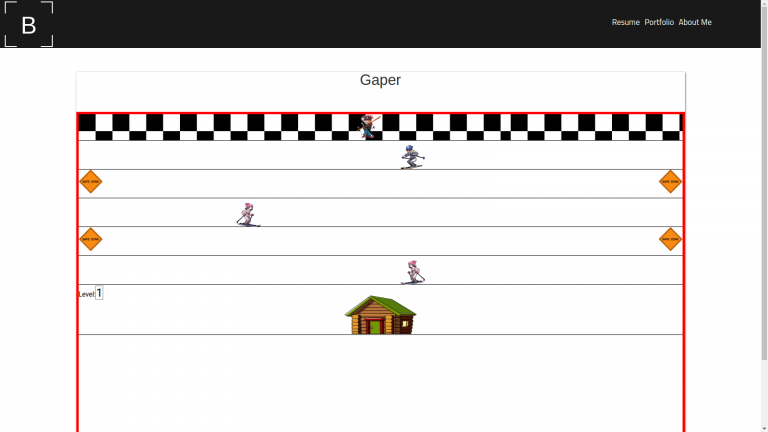 B
Resume Portfolio About Me
Gaper
SAFE ZONE SAFE ZONE
SAFE ZONE SAFE ZONE
Level:1